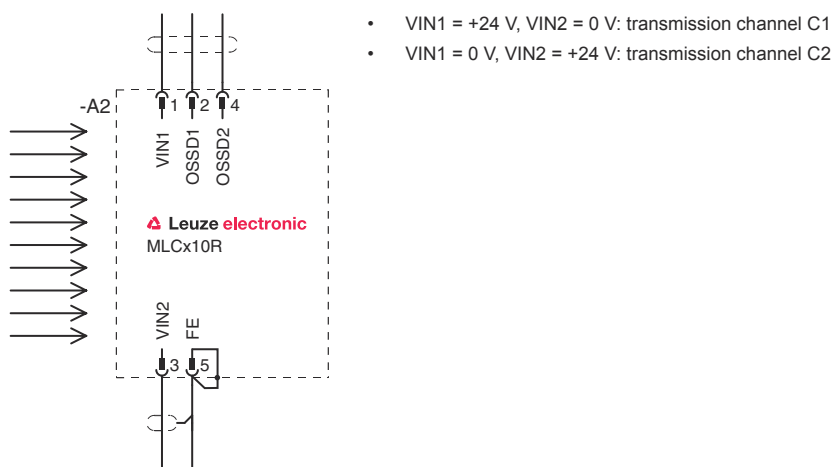 • VIN1 = +24 V, VIN2 = 0 V: transmission channel C1
• VIN1 = 0 V, VIN2 = +24 V: transmission channel C2
-A2
1 2 4
VIN1
OSSD1
OSSD2
Leuze electronic
MLCx10R
VIN2
FE
3 5